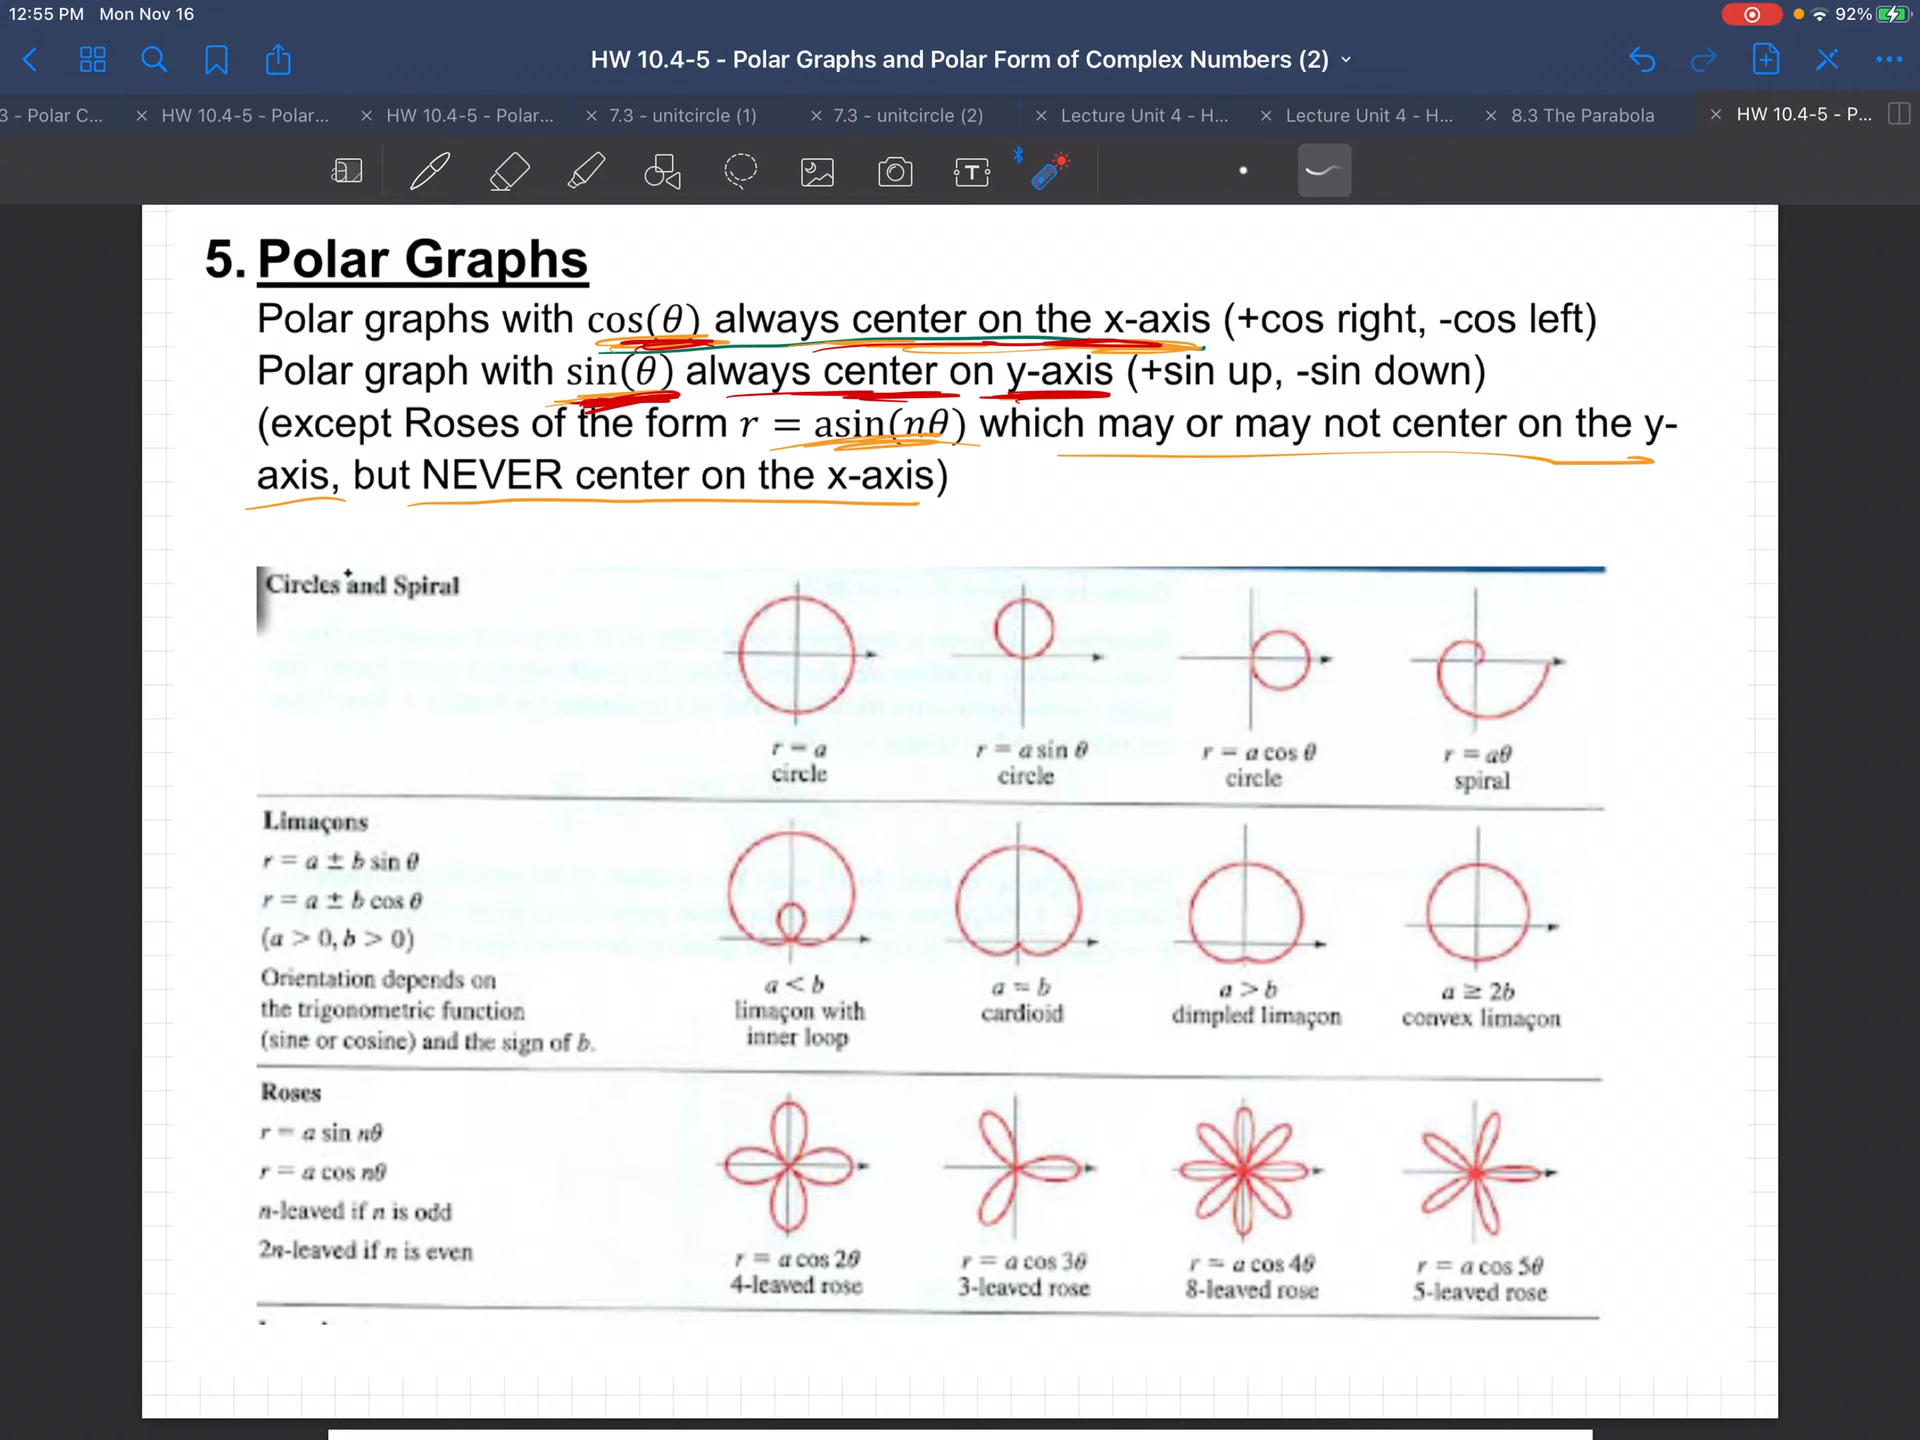 12:55 PM Mon Nov 16
92%
HW 10.4-5 - Polar Graphs and Polar Form of Complex Numbers (2)
3 - Polar C... × HW 10.4-5 - Polar... × HW 10.4-5 - Polar... × 7.3 - unitcircle (1) × 7.3 - unitcircle (2) × Lecture Unit 4 - H... × Lecture Unit 4 - H... × 8.3 The Parabola × HW 10.4-5 - P...
T
5. Polar Graphs
Polar graphs with cos(θ) always center on the x-axis (+cos right, -cos left)
Polar graph with sin(θ) always center on y-axis (+sin up, -sin down)
(except Roses of the form r = asin(nθ) which may or may not center on the y-
axis, but NEVER center on the x-axis)
Circles and Spiral
r = a
circle
r = a sin θ
circle
r = a cos θ
circle
r = aθ
spiral
Limaçons
r = a ± b sin θ
r = a ± b cos θ
(a > 0, b > 0)
Orientation depends on
the trigonometric function
(sine or cosine) and the sign of b.
a < b
limaçon with
inner loop
a = b
cardioid
a > b
dimpled limaçon
a ≥ 2b
convex limaçon
Roses
r = a sin nθ
r = a cos nθ
n-leaved if n is odd
2n-leaved if n is even
r = a cos 2θ
4-leaved rose
r = a cos 3θ
3-leaved rose
r = a cos 4θ
8-leaved rose
r = a cos 5θ
5-leaved rose